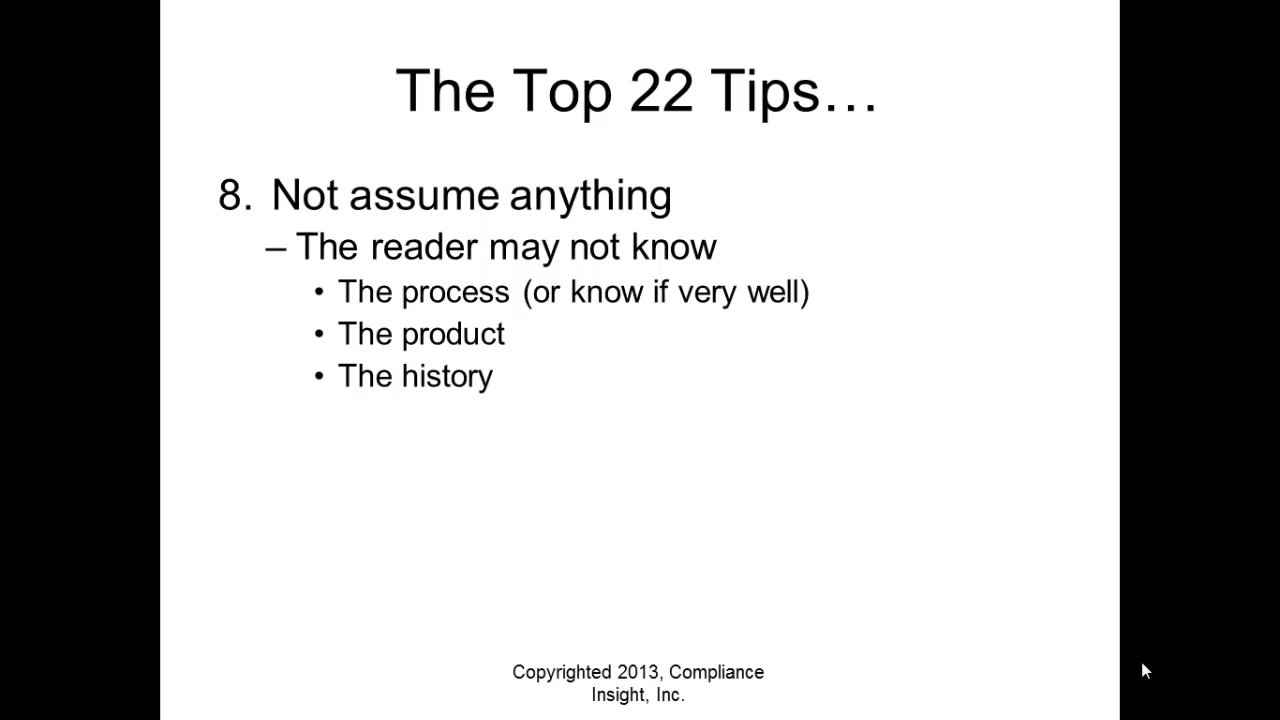 The Top 22 Tips…
8. Not assume anything
– The reader may not know
• The process (or know if very well)
• The product
• The history
Copyrighted 2013, Compliance
Insight, Inc.